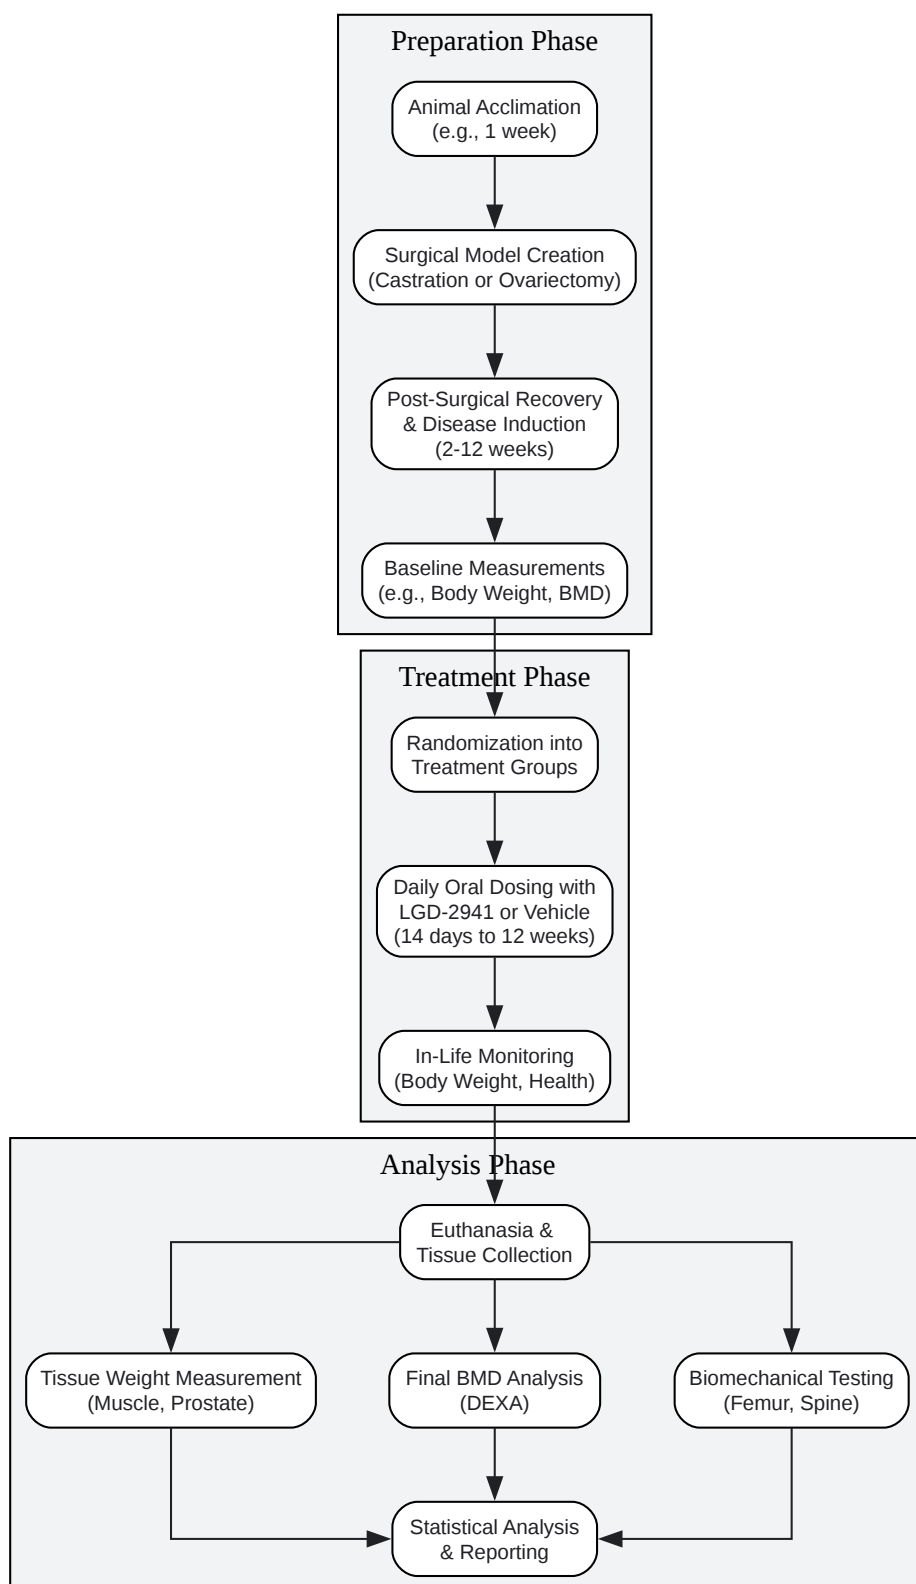 Preparation Phase
Animal Acclimation
(e.g., 1 week)
Surgical Model Creation
(Castration or Ovariectomy)
Post-Surgical Recovery
& Disease Induction
(2-12 weeks)
Baseline Measurements
(e.g., Body Weight, BMD)
Treatment Phase
Randomization into
Treatment Groups
Daily Oral Dosing with
LGD-2941 or Vehicle
(14 days to 12 weeks)
In-Life Monitoring
(Body Weight, Health)
Analysis Phase
Euthanasia &
Tissue Collection
Tissue Weight Measurement
(Muscle, Prostate)
Final BMD Analysis
(DEXA)
Biomechanical Testing
(Femur, Spine)
Statistical Analysis
& Reporting